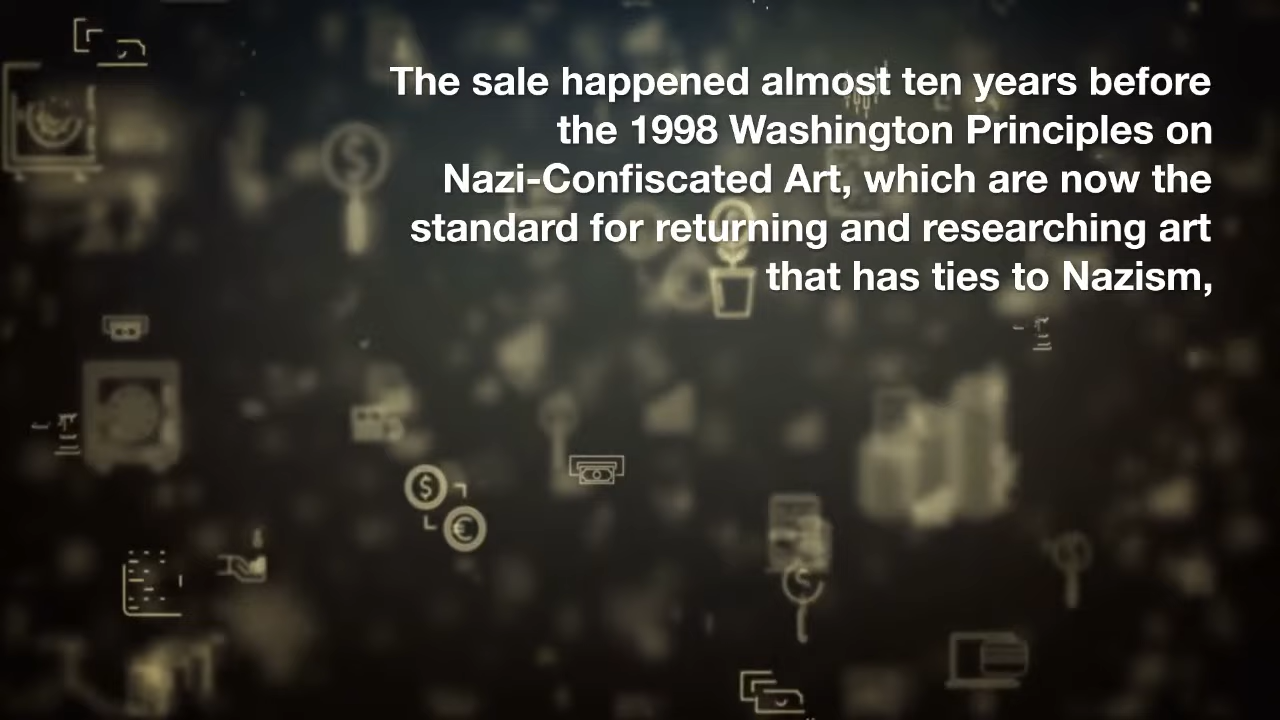 The sale happened almost ten years before
the 1998 Washington Principles on
Nazi-Confiscated Art, which are now the
standard for returning and researching art
that has ties to Nazism,